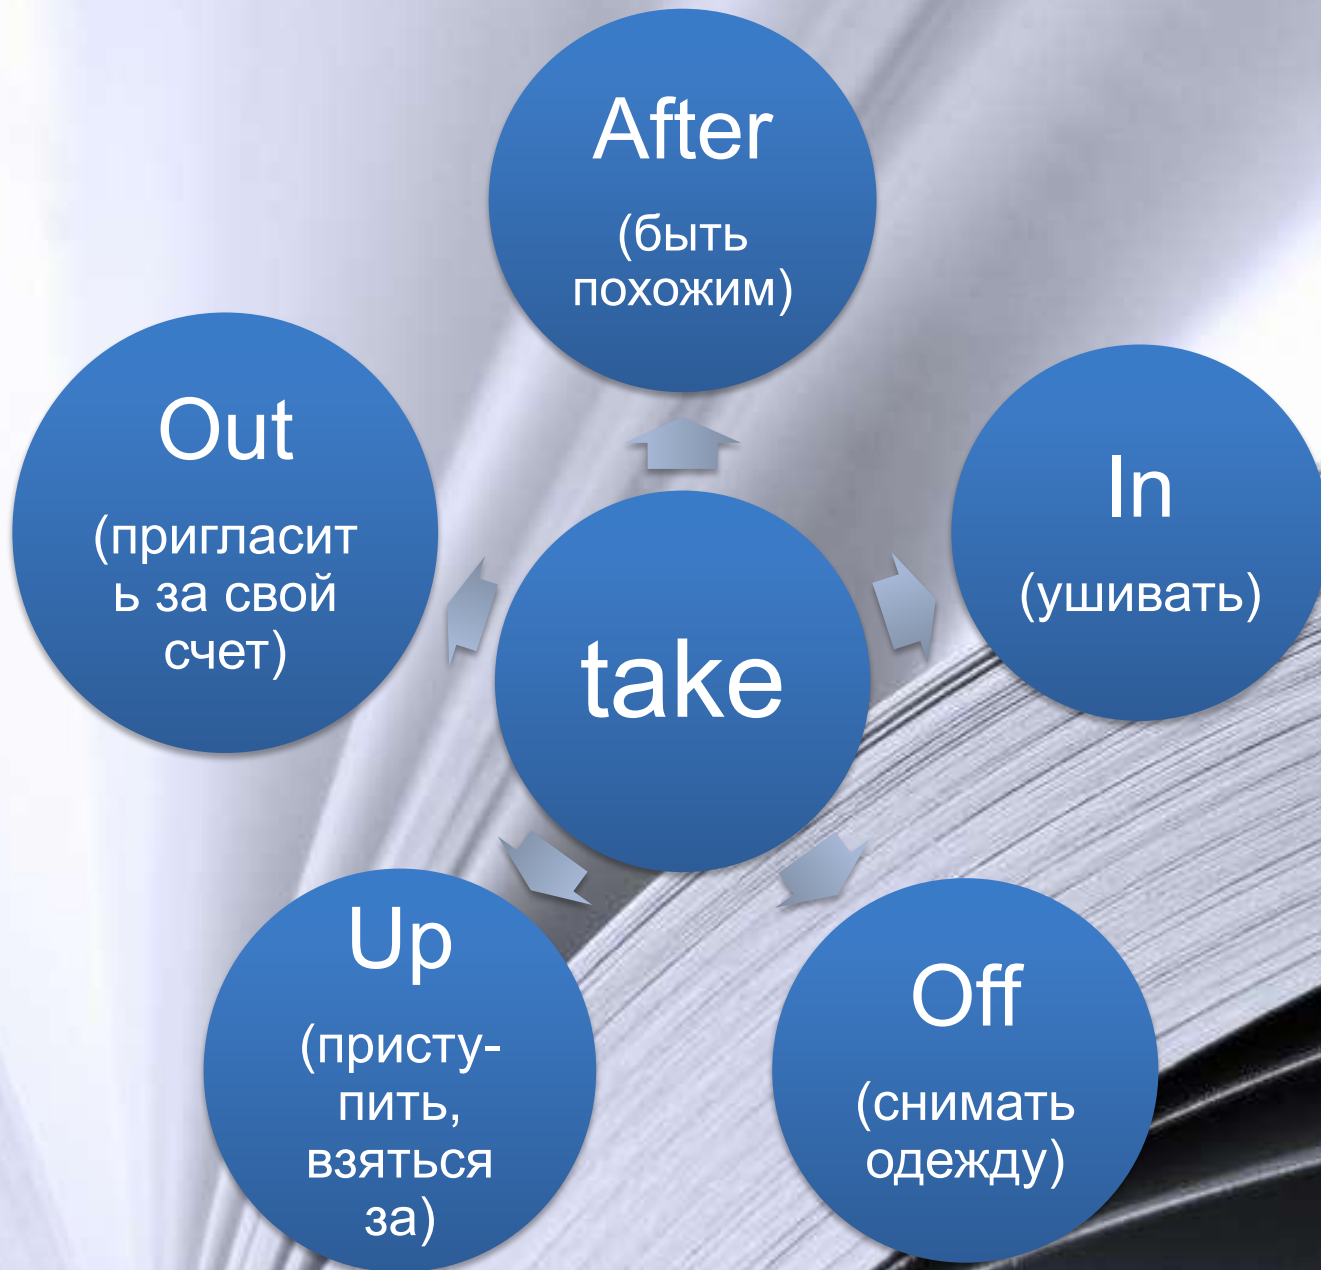 After
(быть
похожим)
Out
(пригласит
ь за свой
счет)
In
(ушивать)
take
Up
(присту-
пить,
взяться
за)
Off
(снимать
одежду)